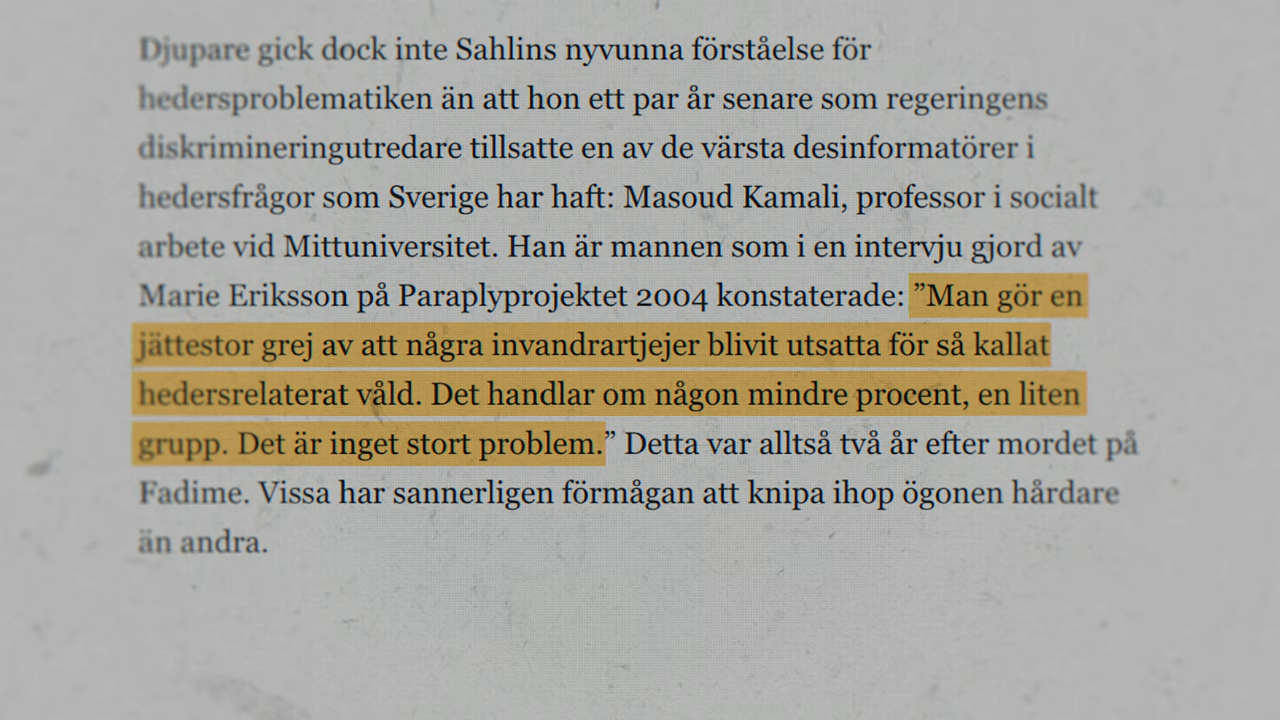 Djupare gick dock inte Sahlins nyvunna förståelse för
hedersproblematiken än att hon ett par år senare som regeringens
diskrimineringutredare tillsatte en av de värsta desinformatörer i
hedersfrågor som Sverige har haft: Masoud Kamali, professor i socialt
arbete vid Mittuniversitet. Han är mannen som i en intervju gjord av
Marie Eriksson på Paraplyprojektet 2004 konstaterade: ”Man gör en
jättestor grej av att några invandrartjejer blivit utsatta för så kallat
hedersrelaterat våld. Det handlar om någon mindre procent, en liten
grupp. Det är inget stort problem.” Detta var alltså två år efter mordet på
Fadime. Vissa har sannerligen förmågan att knipa ihop ögonen hårdare
än andra.